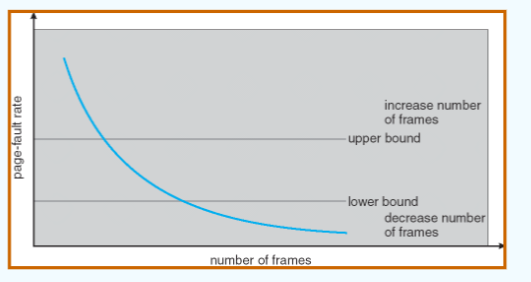 page-fault rate
increase number
of frames
upper bound
lower bound
decrease number
of frames
number of frames